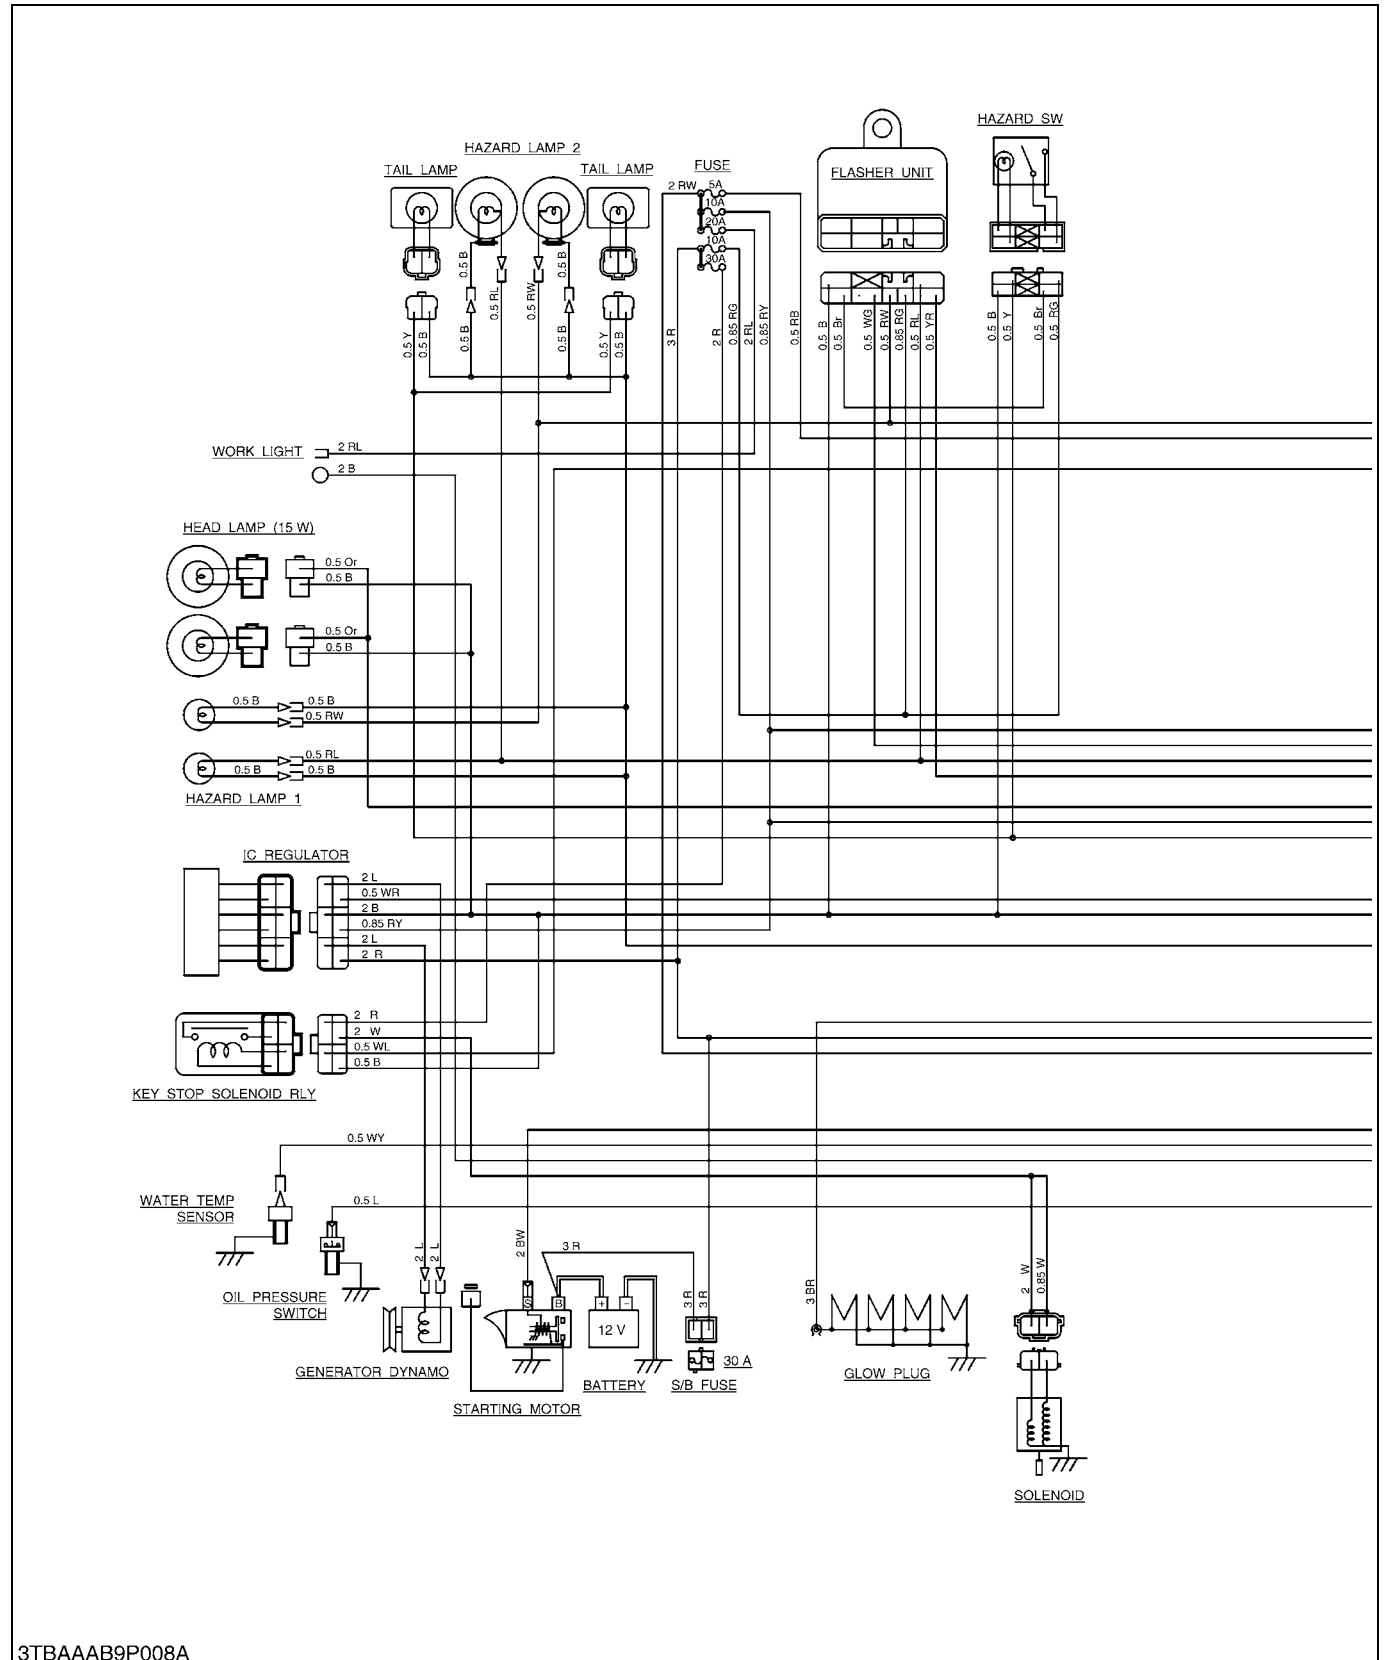 HAZARD SW
HAZARD LAMP 2
TAIL LAMP
TAIL LAMP
FUSE
FLASHER UNIT
2 RW
5A
10A
20A
10A
30A
0.5 B
0.5 RL
0.5 RW
0.5 B
0.5 Y
0.5 B
0.5 B
0.5 B
0.5 Y
0.5 B
3 R
2 R
0.85 RG
2 RL
0.85 RY
0.5 RB
0.5 B
0.5 Br
0.5 WG
0.5 RW
0.85 RG
0.5 RL
0.5 YR
0.5 B
0.5 Y
0.5 Br
0.5 RG
WORK LIGHT
2 RL
2 B
HEAD LAMP (15 W)
0.5 Or
0.5 B
0.5 Or
0.5 B
0.5 B
0.5 B
0.5 RW
0.5 RL
0.5 B
0.5 B
HAZARD LAMP 1
IC REGULATOR
2 L
0.5 WR
2 B
0.85 RY
2 L
2 R
2 R
2 W
0.5 WL
0.5 B
KEY STOP SOLENOID RLY
0.5 WY
WATER TEMP
SENSOR
0.5 L
OIL PRESSURE
SWITCH
2 L
2 L
GENERATOR DYNAMO
2 BW
3 R
S
B
+
-
12 V
STARTING MOTOR
BATTERY
3 R
3 R
30 A
S/B FUSE
3 BR
GLOW PLUG
2 W
0.85 W
SOLENOID
3TBAAAB9P008A